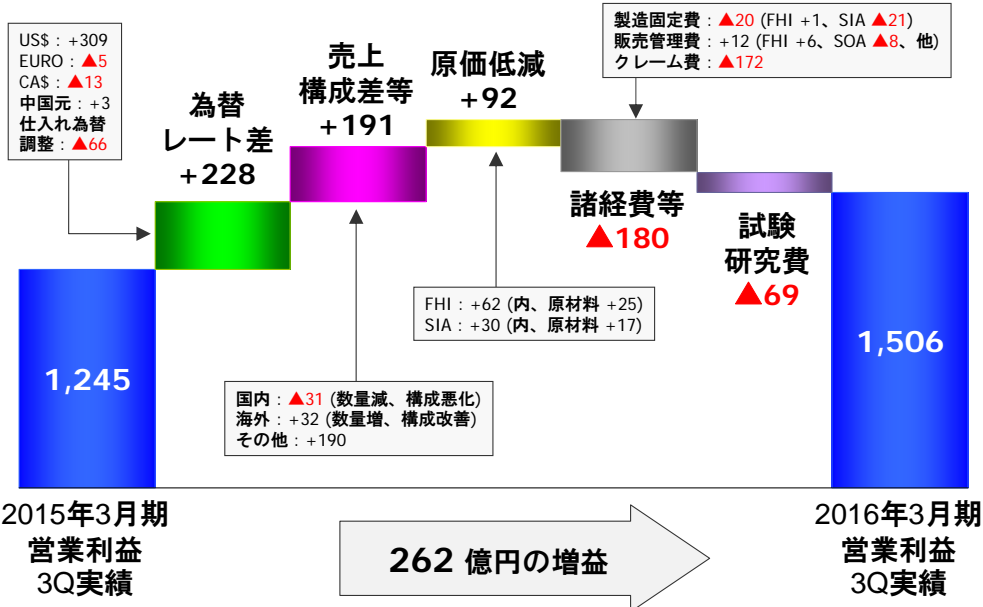 US$：+309
EURO：▲5
CA$：▲13
中国元：+3
仕入れ為替
調整：▲66
為替
レート差
+228
売上
構成差等
+191
原価低減
+92
製造固定費：▲20 (FHI +1、SIA ▲21)
販売管理費：+12 (FHI +6、SOA ▲8、他)
クレーム費：▲172
諸経費等
▲180
試験
研究費
▲69
FHI：+62 (内、原材料 +25)
SIA：+30 (内、原材料 +17)
国内：▲31 (数量減、構成悪化)
海外：+32 (数量増、構成改善)
その他：+190
1,245
1,506
2015年3月期
営業利益
3Q実績
262 億円の増益
2016年3月期
営業利益
3Q実績